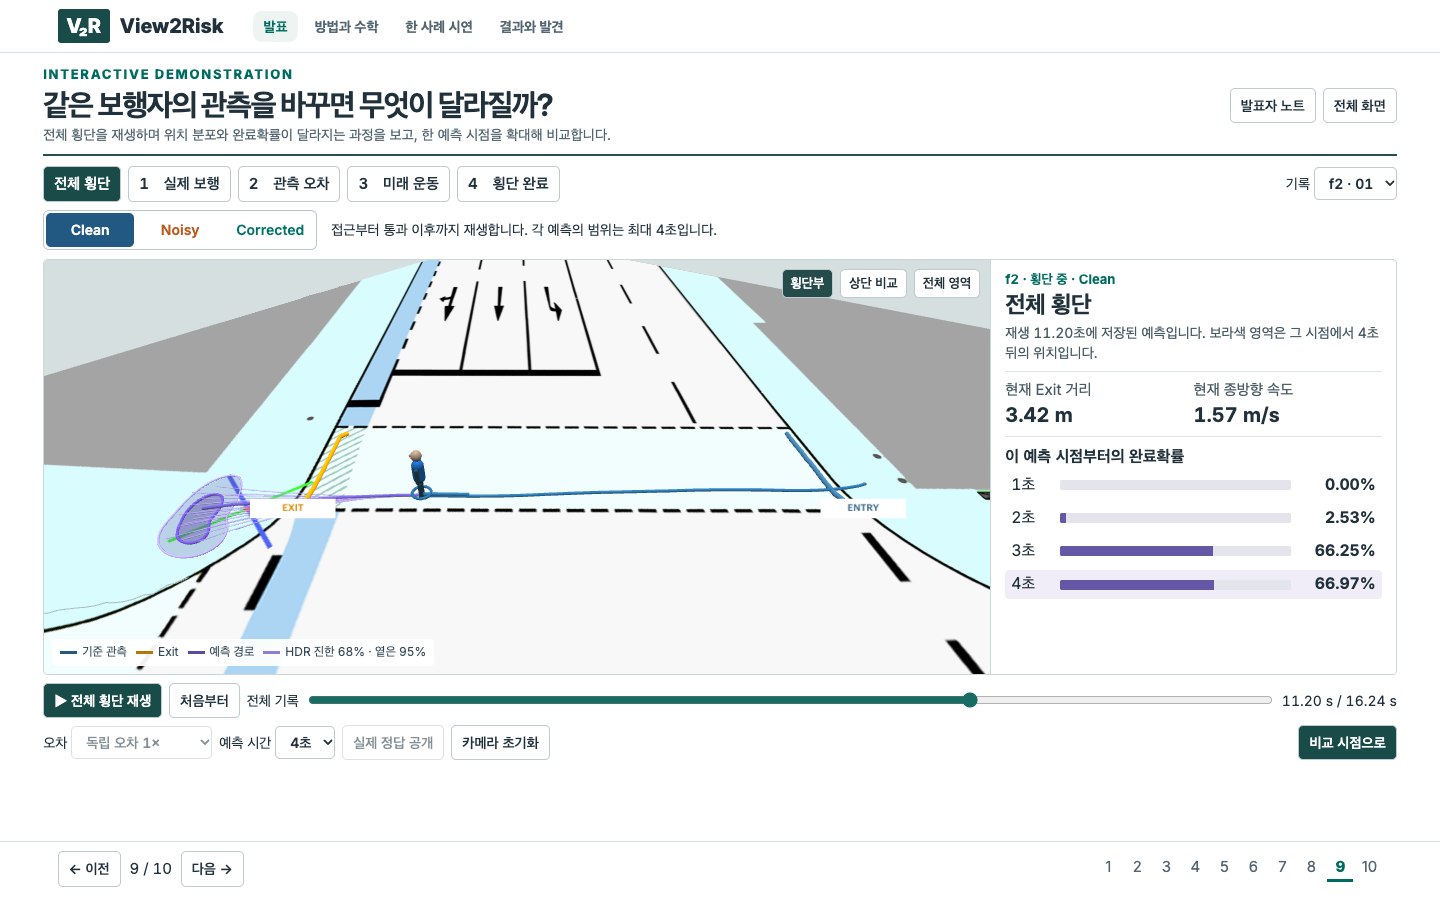 V2R View2Risk 발표 방법과 수학 한 사례 시연 결과와 발견
INTERACTIVE DEMONSTRATION
같은 보행자의 관측을 바꾸면 무엇이 달라질까?
발표자 노트 전체 화면
전체 횡단을 재생하며 위치 분포와 완료확률이 달라지는 과정을 보고, 한 예측 시점을 확대해 비교합니다.
전체 횡단 1 실제 보행 2 관측 오차 3 미래 운동 4 횡단 완료 기록 f2 · 01
Clean Noisy Corrected 접근부터 통과 이후까지 재생합니다. 각 예측의 범위는 최대 4초입니다.
횡단부 상단 비교 전체 영역
EXIT
ENTRY
기준 관측 Exit 예측 경로 HDR 진한 68% · 옅은 95%
f2 · 횡단 중 · Clean
전체 횡단
재생 11.20초에 저장된 예측입니다. 보라색 영역은 그 시점에서 4초
뒤의 위치입니다.
현재 Exit 거리 현재 종방향 속도
3.42 m 1.57 m/s
이 예측 시점부터의 완료확률
1초 0.00%
2초 2.53%
3초 66.25%
4초 66.97%
▶ 전체 횡단 재생 처음부터 전체 기록 11.20 s / 16.24 s
오차 독립 오차 1× 예측 시간 4초 실제 정답 공개 카메라 초기화 비교 시점으로
← 이전 9 / 10 다음 → 1 2 3 4 5 6 7 8 9 10